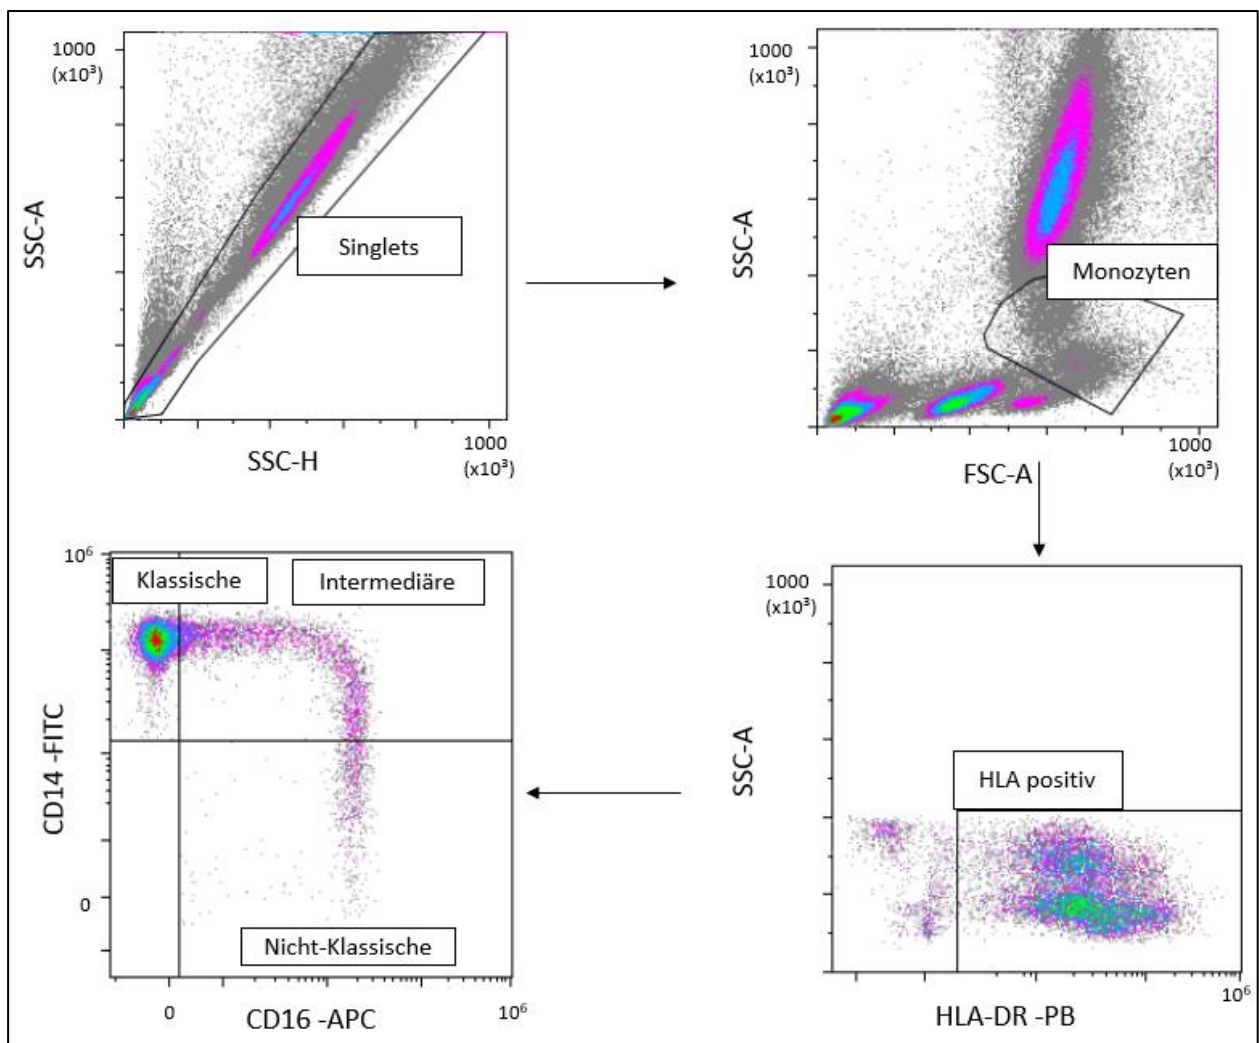 1000
(x10³)
SSC-A
Singlets
SSC-H
1000
(x10³)
1000
(x10³)
SSC-A
Monozyten
FSC-A
1000
(x10³)
10⁶
Klassische
Intermediäre
CD14 -FITC
0
Nicht-Klassische
0
CD16 -APC
10⁶
1000
(x10³)
SSC-A
HLA positiv
HLA-DR -PB
10⁶